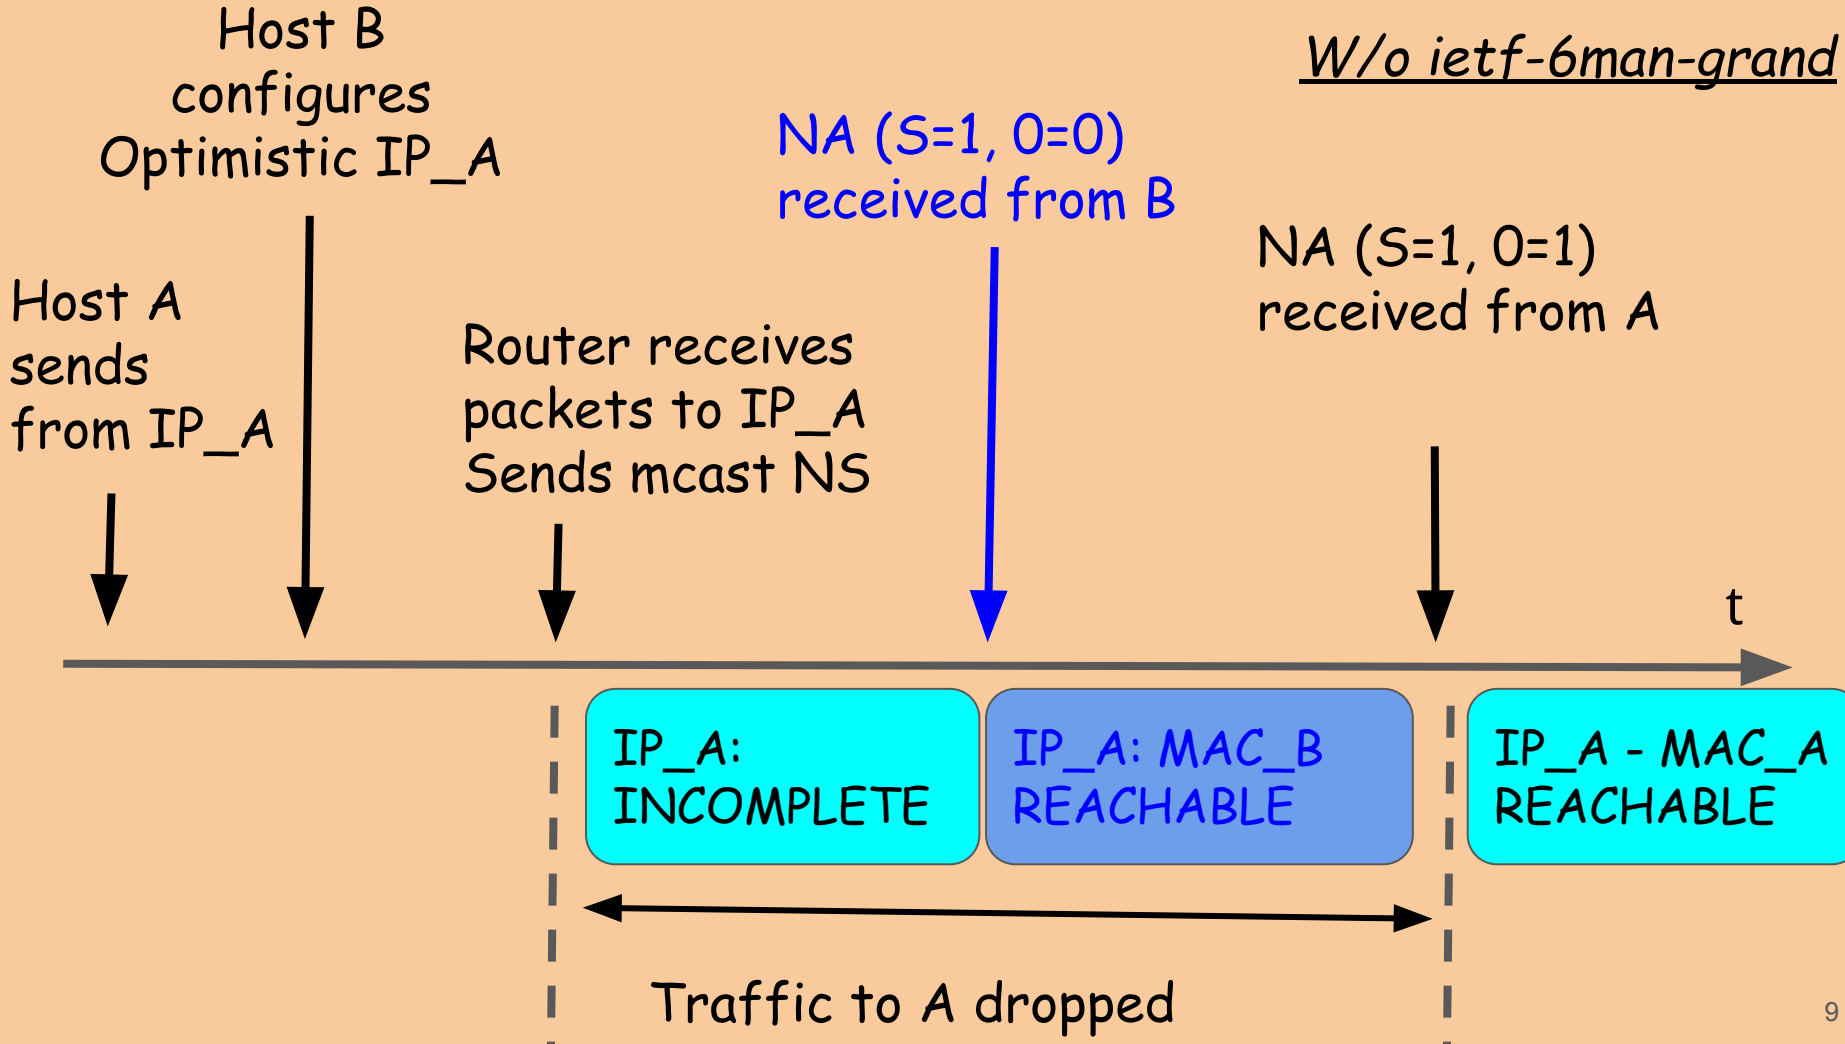 Host B
configures
Optimistic IP_A
W/o ietf-6man-grand
NA (S=1, 0=0)
received from B
NA (S=1, 0=1)
received from A
Host A
sends
from IP_A
Router receives
packets to IP_A
Sends mcast NS
t
IP_A:
INCOMPLETE
IP_A: MAC_B
REACHABLE
IP_A - MAC_A
REACHABLE
Traffic to A dropped
9